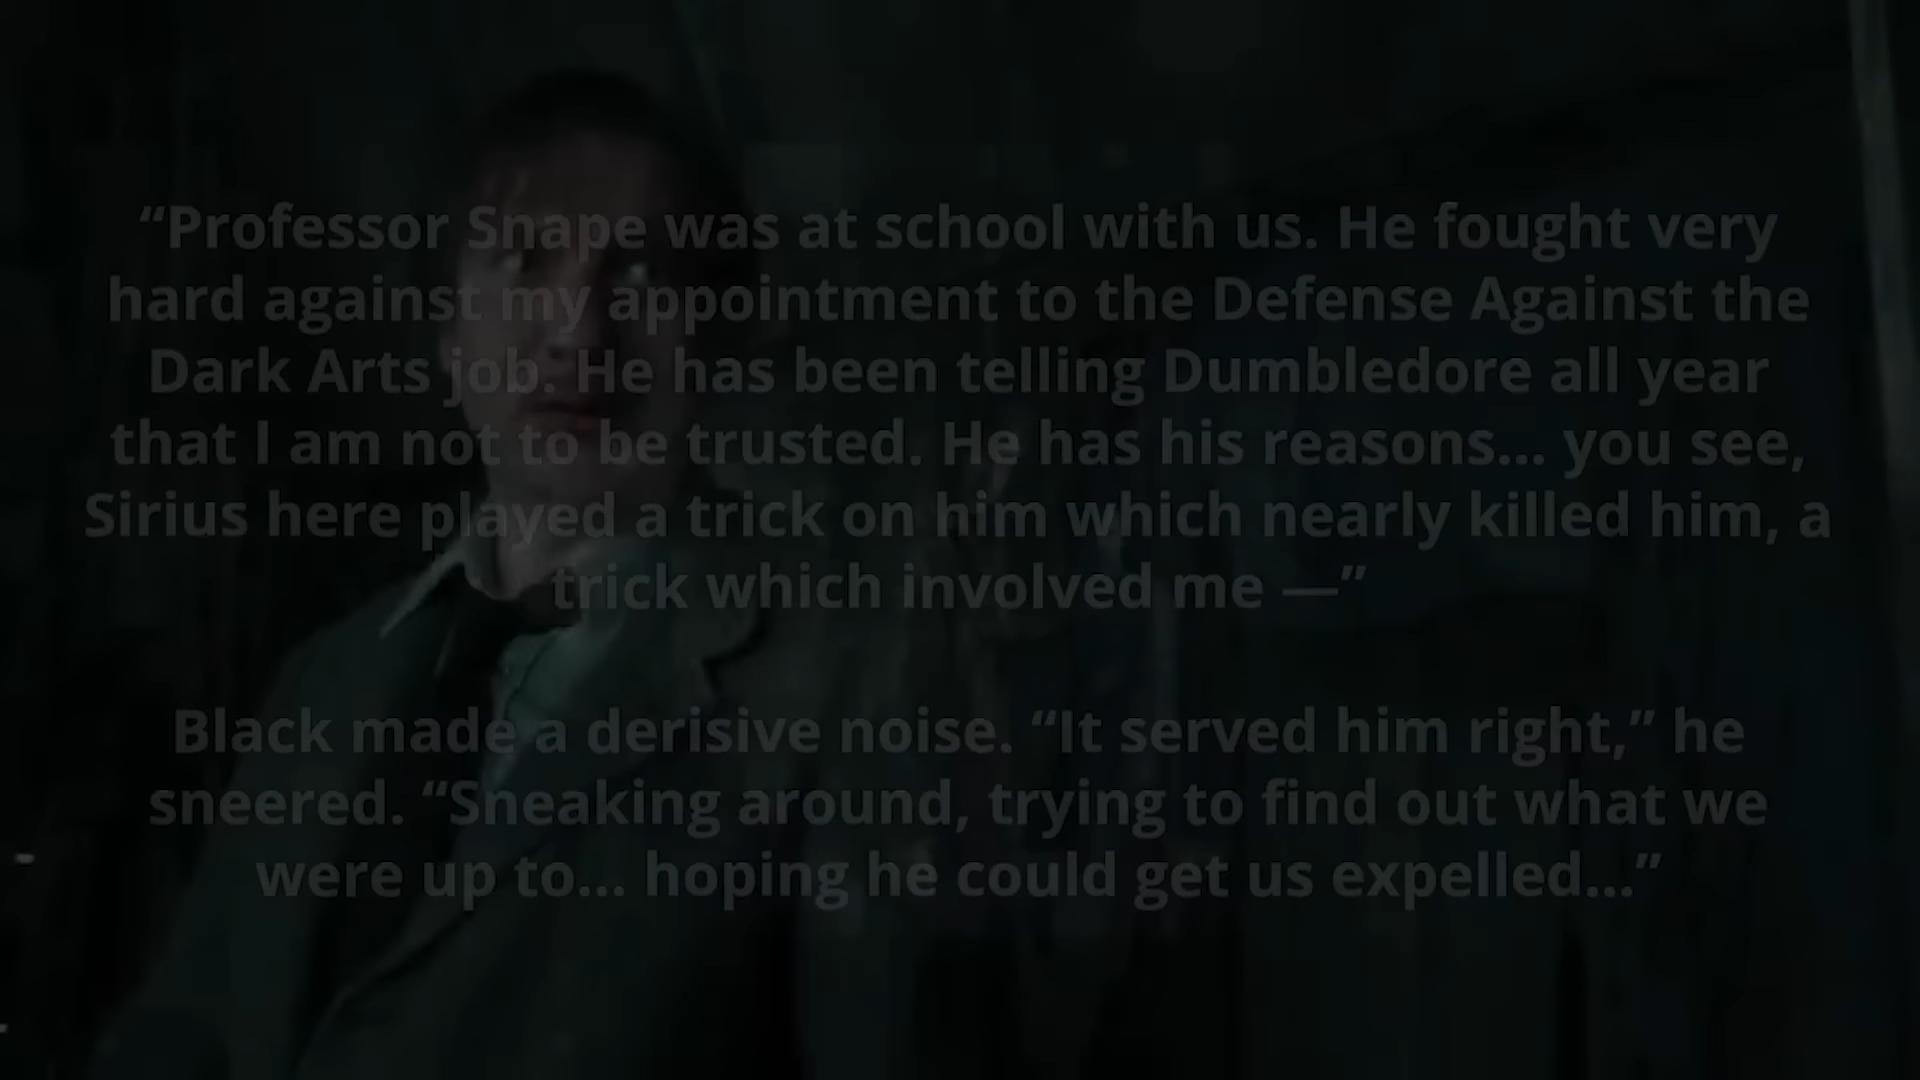 “Professor Snape was at school with us. He fought very
hard against my appointment to the Defense Against the
Dark Arts job. He has been telling Dumbledore all year
that I am not to be trusted. He has his reasons... you see,
Sirius here played a trick on him which nearly killed him, a
trick which involved me —”
Black made a derisive noise. “It served him right,” he
sneered. “Sneaking around, trying to find out what we
were up to... hoping he could get us expelled...”